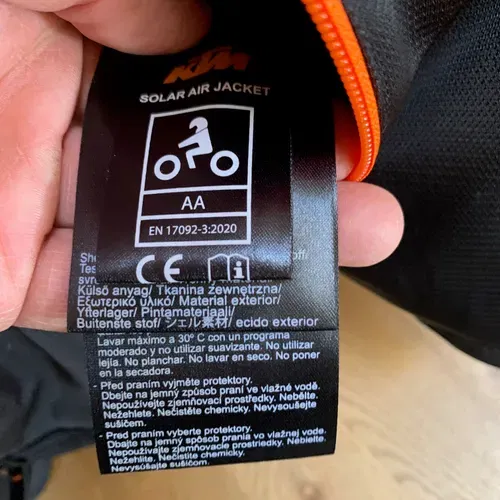 KTM
SOLAR AIR JACKET
AA
EN 17092-3:2020
CE i
Külső anyag/ Tkanina zewnętrzna/
Εξωτερικό υλικό/ Material exterior/
Ytterlager/ Pintamateriaali/
Buitenste stof/ シェル素材/ ecido exterior/
Lavar máximo a 30º C con un programa
moderado y no utilizar suavizante. No utilizar
lejía. No planchar. No lavar en seco. No poner
en la secadora.
- Před praním vyjměte protektory.
Dbejte na jemný způsob praní ve vlažné vodě.
Nepoužívejte zjemňovací prostředky. Nebělte.
Nežehlete. Nečistěte chemicky. Nevysoušejte
sušičem.
- Pred praním vyberte protektory.
Dbajte na jemný spôsob prania vo vlažnej vode.
Nepoužívajte zjemňovacie prostriedky. Nebieľte,
Nežehlite. Nečistite chemicky.
Nevysúšajte sušičom.